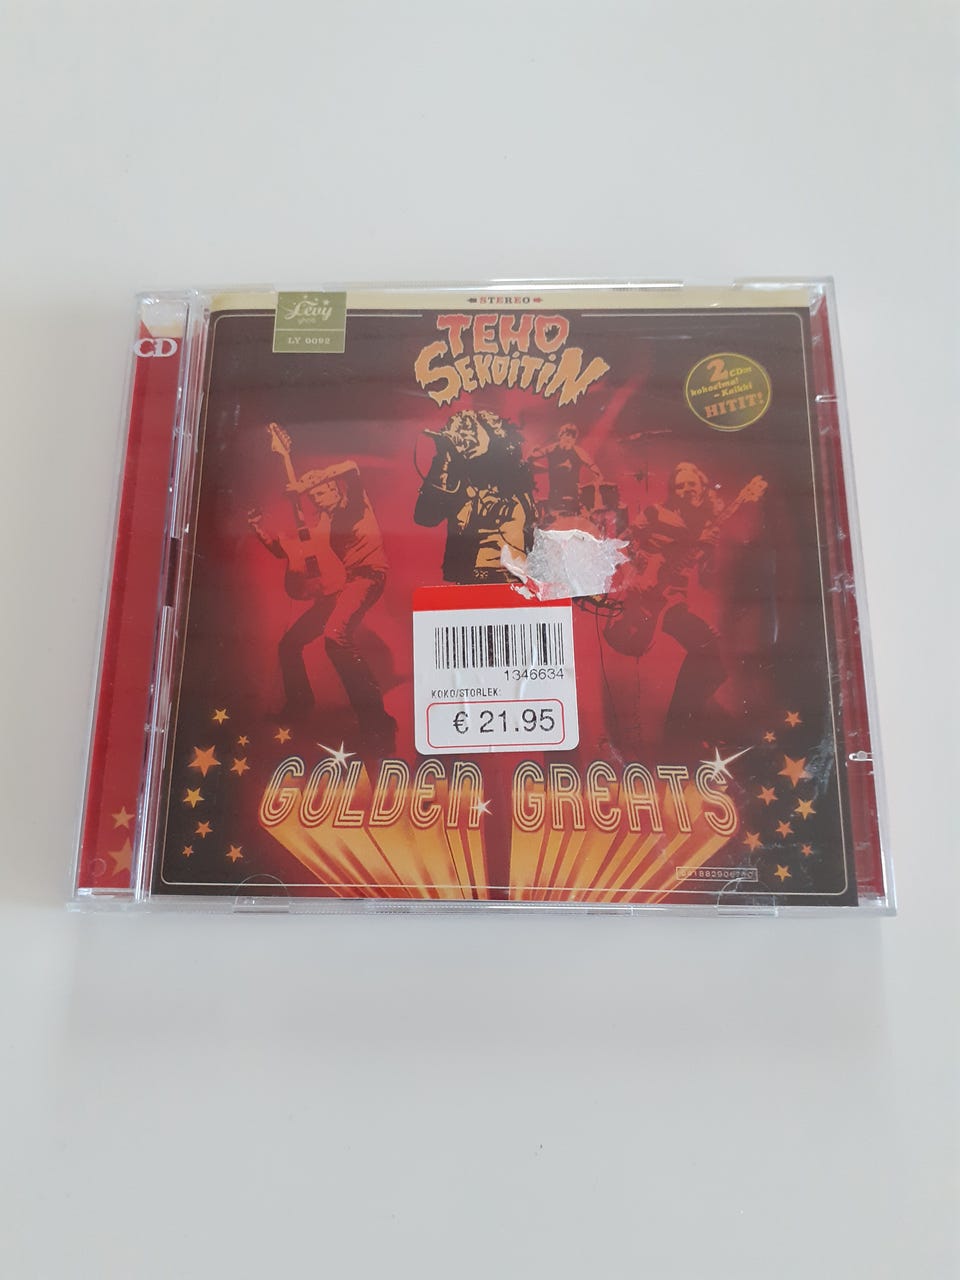 STEREO
Levy
LY 0092
CD
TEHO
SEKOITIN
2 CD:n
kokoelma!
- Kaikki
HITIT!
1346634
KOKO/STORLEK:
€ 21.95
GOLDEN GREATS